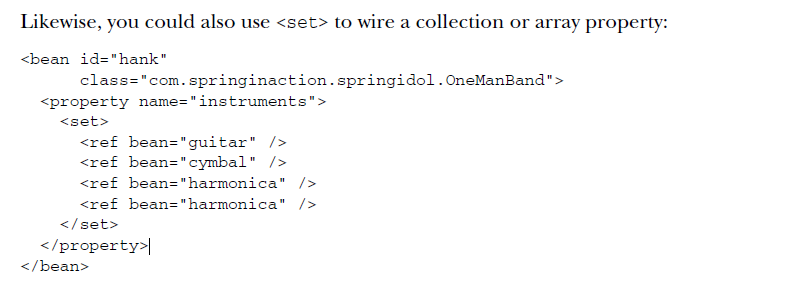 Likewise, you could also use <set> to wire a collection or array property:
<bean id="hank"
      class="com.springinaction.springidol.OneManBand">
  <property name="instruments">
    <set>
      <ref bean="guitar" />
      <ref bean="cymbal" />
      <ref bean="harmonica" />
      <ref bean="harmonica" />
    </set>
  </property>
</bean>